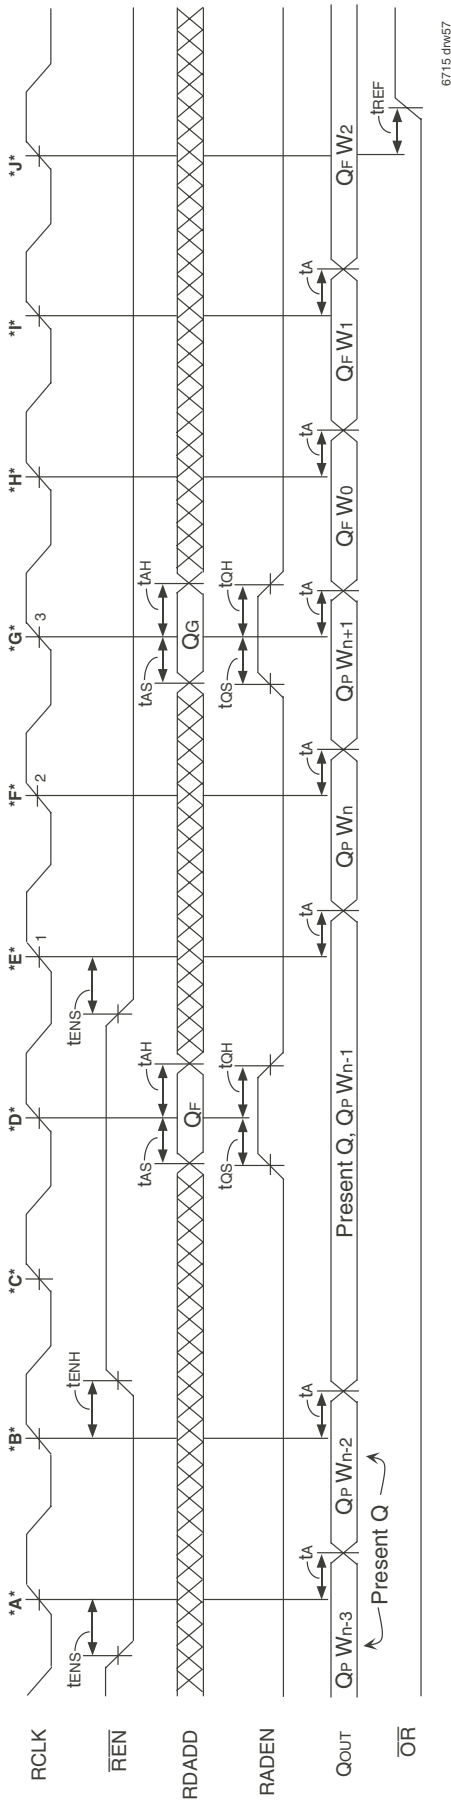 *A* *B* *C* *D* *E* *F* *G* *H* *I* *J*
RCLK 1 2 3
tENS tENH tENS
REN
tAS tAH tAS tAH
RDADD QF QG
tQS tQH tQS tQH
RADEN
tA tA tA tA tA tA tA tA
QOUT QP Wn-3 QP Wn-2 Present Q, QP Wn-1 QP Wn QP Wn+1 QF W0 QF W1 QF W2
Present Q
tREF
OR
6715 drw57